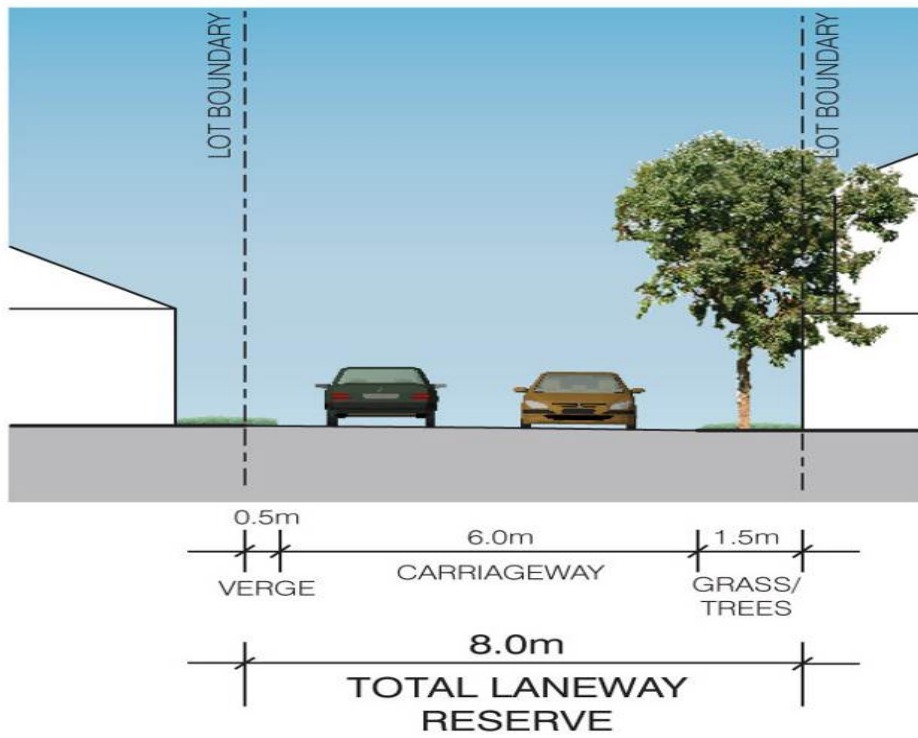 LOT BOUNDARY
LOT BOUNDARY
0.5m
6.0m
1.5m
VERGE
CARRIAGEWAY
GRASS/
TREES
8.0m
TOTAL LANEWAY
RESERVE